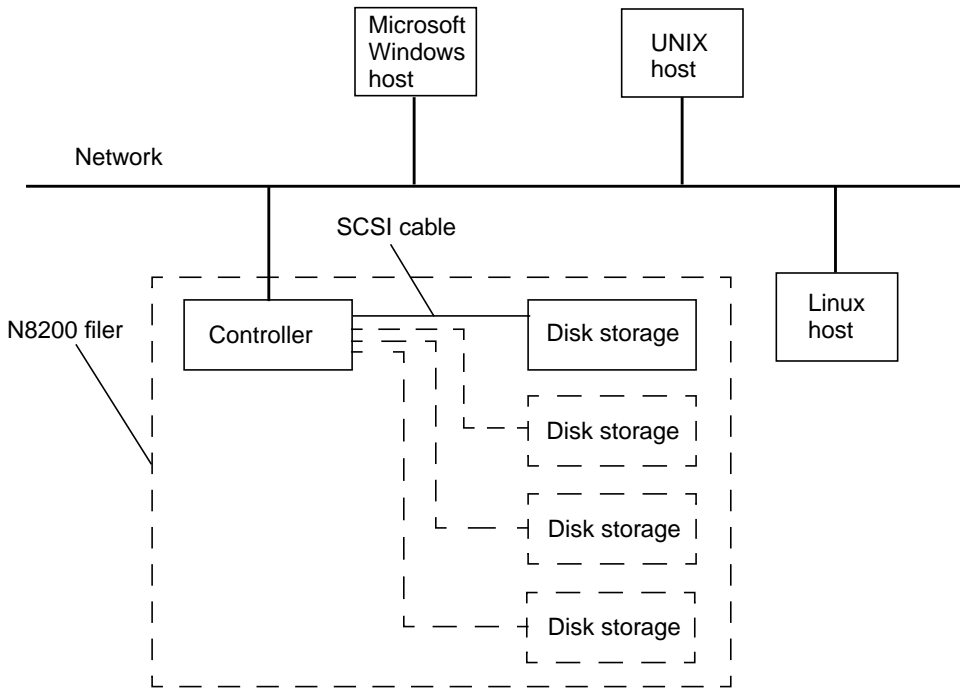 Microsoft
Windows
host
UNIX
host
Network
SCSI cable
N8200 filer
Controller
Disk storage
Linux
host
Disk storage
Disk storage
Disk storage